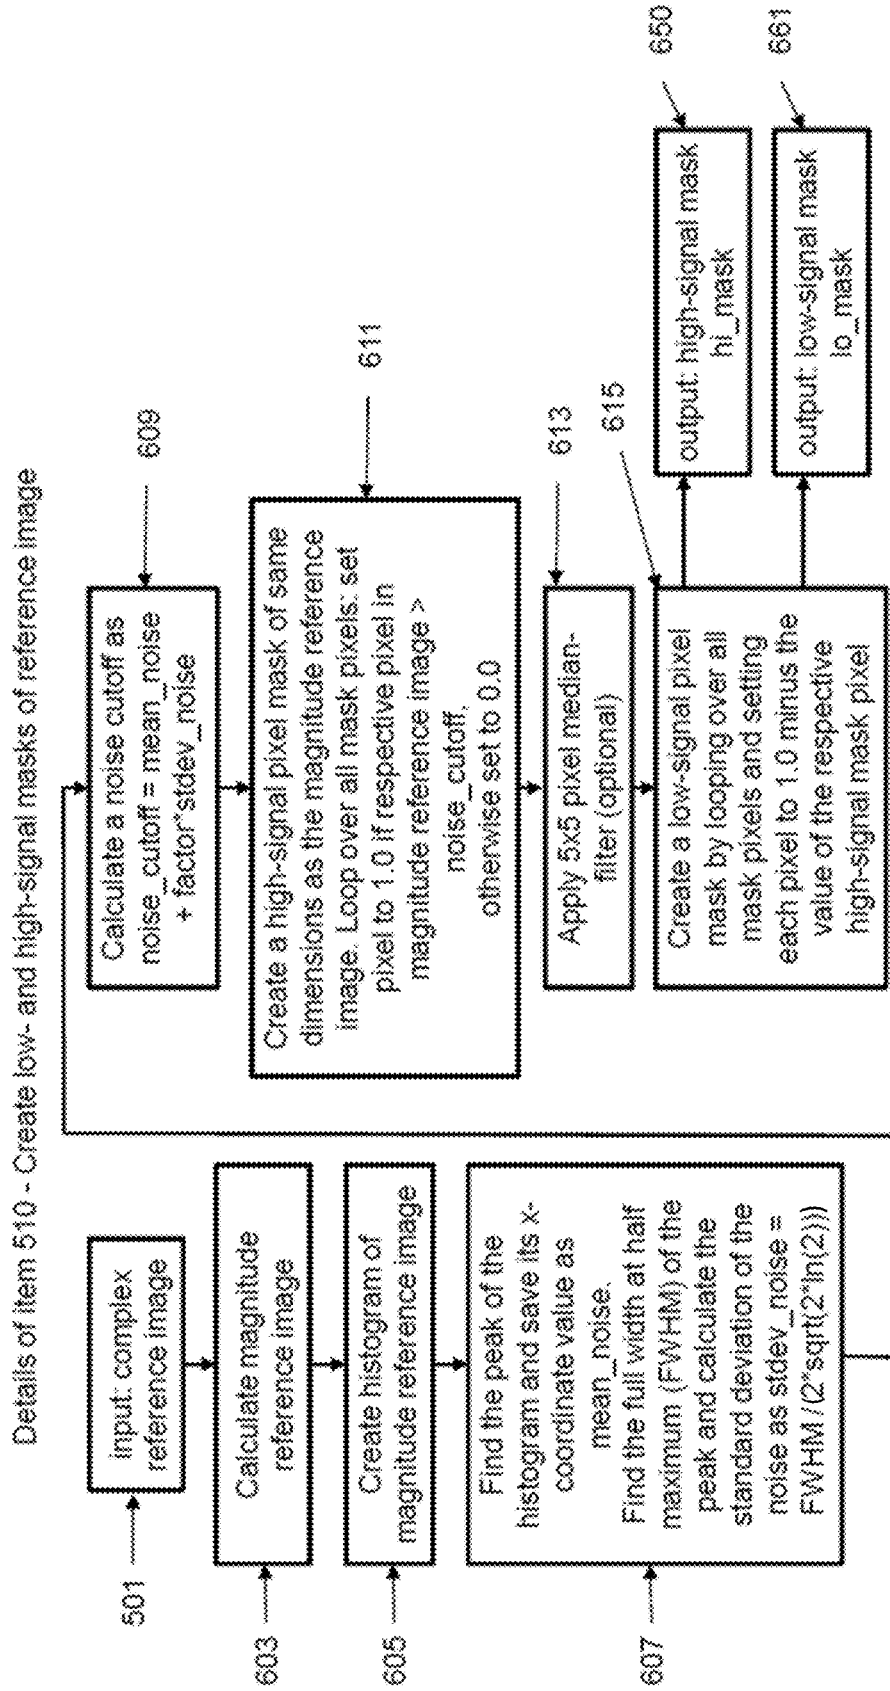 Details of item 510 - Create low- and high-signal masks of reference image
501
input: complex
reference image
603
Calculate magnitude
reference image
605
Create histogram of
magnitude reference image
607
Find the peak of the
histogram and save its x-
coordinate value as
mean_noise.
Find the full width at half
maximum (FWHM) of the
peak and calculate the
standard deviation of the
noise as stdev_noise =
FWHM /(2*sqrt(2*ln(2)))
609
Calculate a noise cutoff as
noise_cutoff = mean_noise
+ factor*stdev_noise
611
Create a high-signal pixel mask of same
dimensions as the magnitude reference
image. Loop over all mask pixels: set
pixel to 1.0 if respective pixel in
magnitude reference image >
noise_cutoff,
otherwise set to 0.0
613
Apply 5x5 pixel median-
filter (optional)
615
Create a low-signal pixel
mask by looping over all
mask pixels and setting
each pixel to 1.0 minus the
value of the respective
high-signal mask pixel
650
output: high-signal mask
hi_mask
661
output: low-signal mask
lo_mask